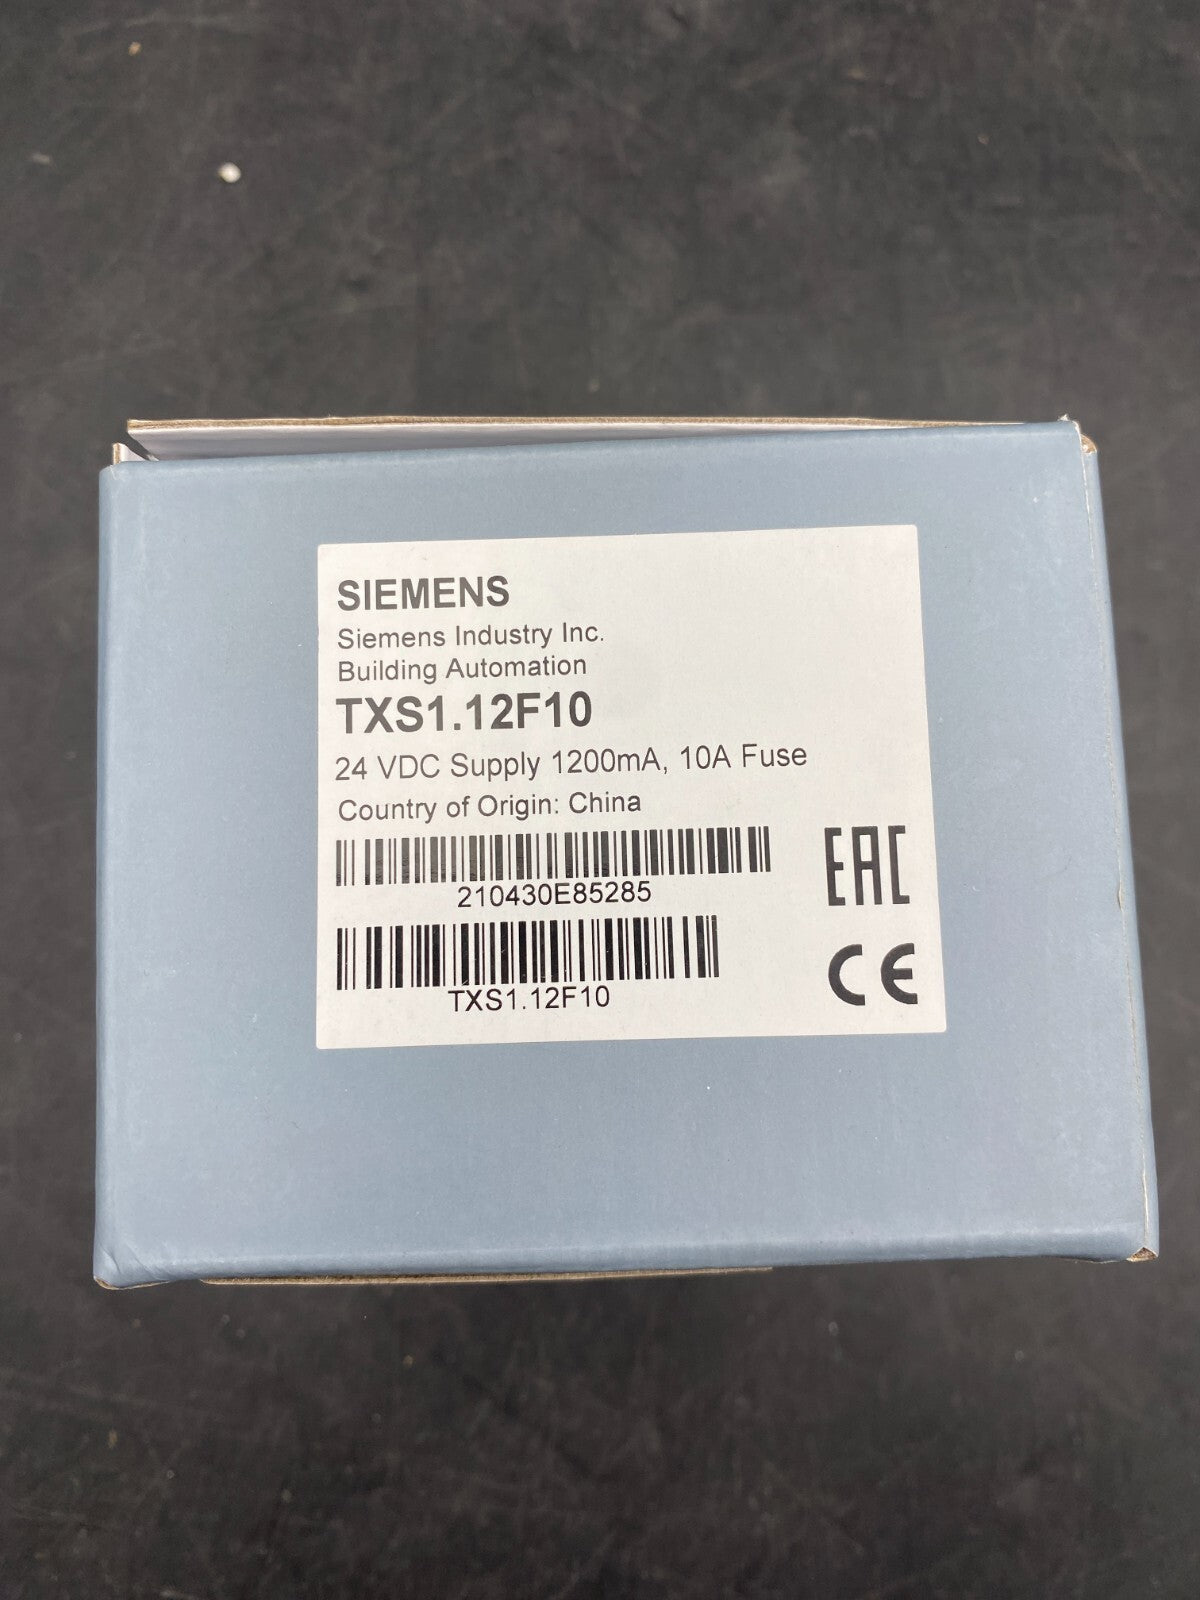 SIEMENS
Siemens Industry Inc.
Building Automation
TXS1.12F10
24 VDC Supply 1200mA, 10A Fuse
Country of Origin: China
210430E85285
TXS1.12F10
EAC
CE